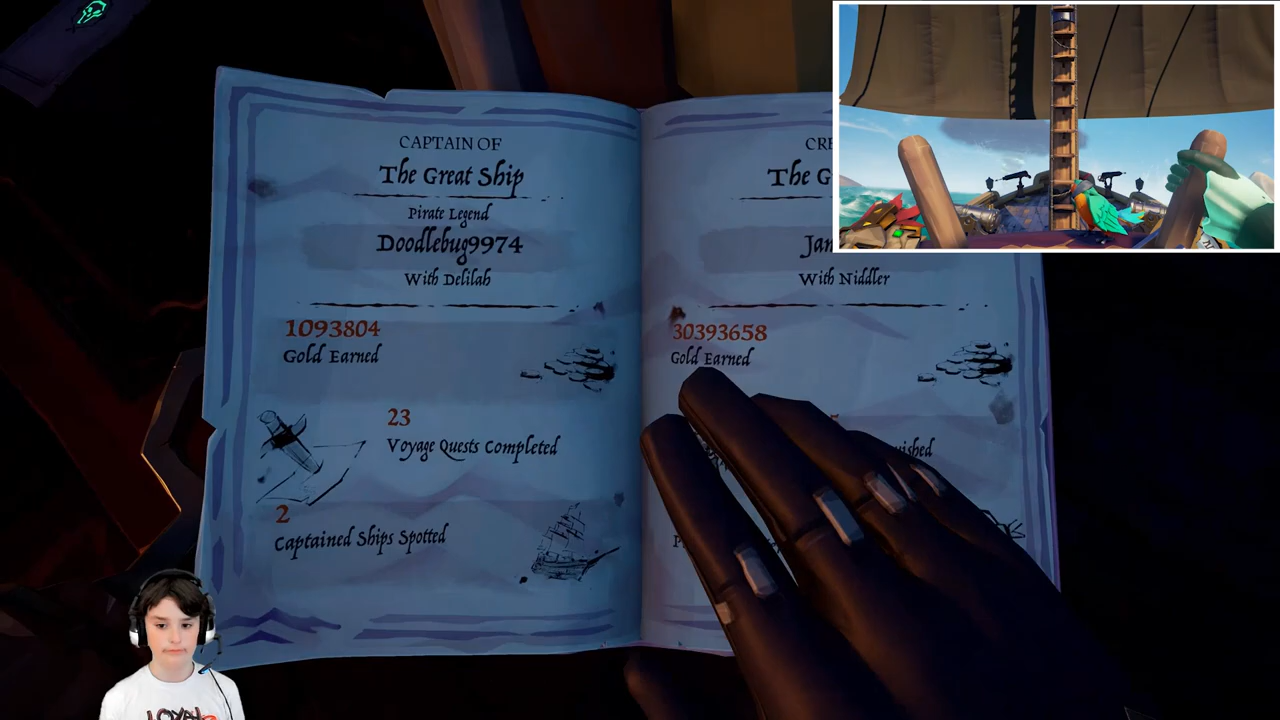 CAPTAIN OF
The Great Ship
Pirate Legend
Doodlebug9974
With Delilah
1093804
Gold Earned
23
Voyage Quests Completed
2
Captained Ships Spotted
With Niddler
30393658
Gold Earned
LOYAL